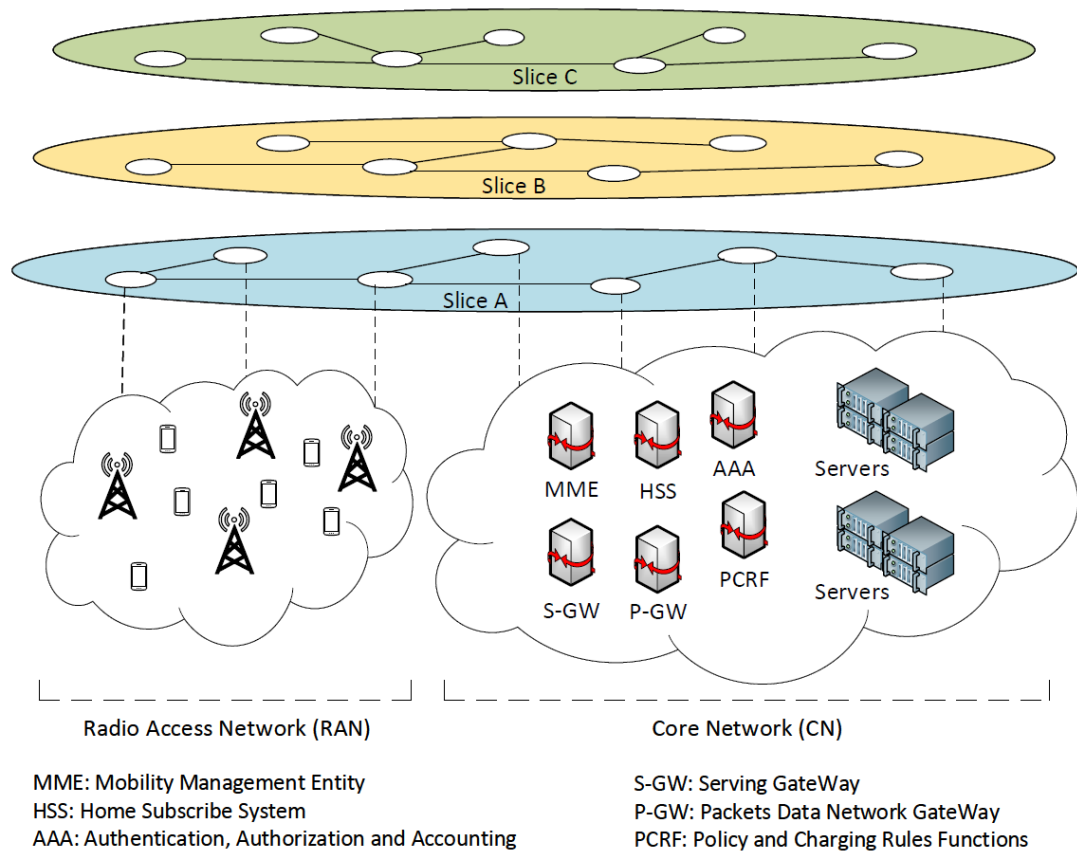 Slice C
Slice B
Slice A
MME
HSS
AAA
Servers
S-GW
P-GW
PCRF
Servers
Radio Access Network (RAN)
Core Network (CN)
MME: Mobility Management Entity
HSS: Home Subscribe System
AAA: Authentication, Authorization and Accounting
S-GW: Serving GateWay
P-GW: Packets Data Network GateWay
PCRF: Policy and Charging Rules Functions